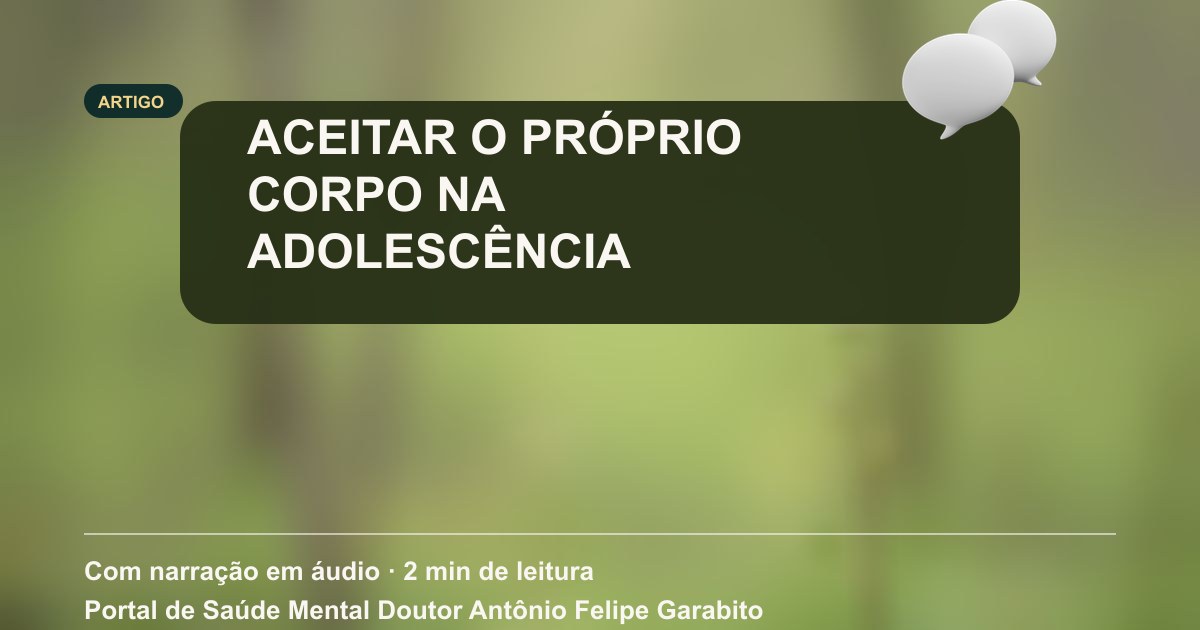 ARTIGO
ACEITAR O PRÓPRIO
CORPO NA
ADOLESCÊNCIA
Com narração em áudio · 2 min de leitura
Portal de Saúde Mental Doutor Antônio Felipe Garabito